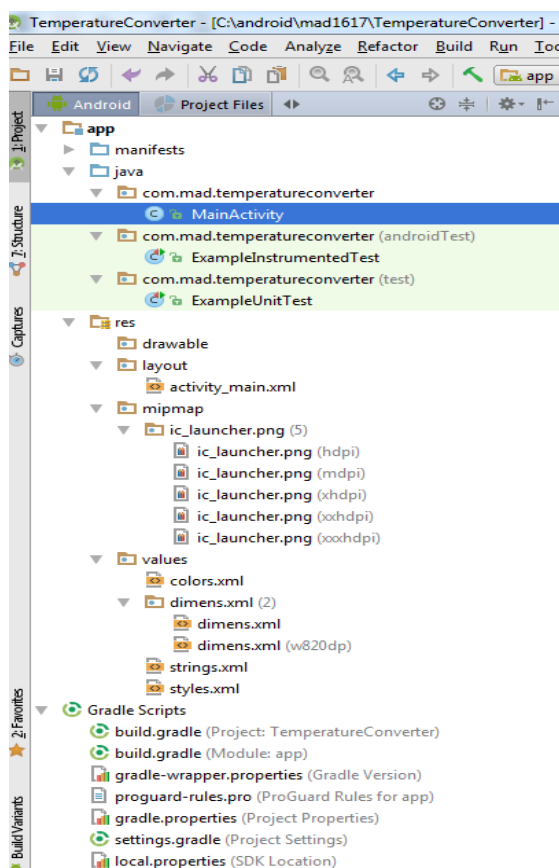 TemperatureConverter - [C:\android\mad1617\TemperatureConverter] -
File Edit View Navigate Code Analyze Refactor Build Run Too
app
Android Project Files
1: Project
7: Structure
Captures
2: Favorites
Build Variants
app
manifests
java
com.mad.temperatureconverter
MainActivity
com.mad.temperatureconverter (androidTest)
ExampleInstrumentedTest
com.mad.temperatureconverter (test)
ExampleUnitTest
res
drawable
layout
activity_main.xml
mipmap
ic_launcher.png (5)
ic_launcher.png (hdpi)
ic_launcher.png (mdpi)
ic_launcher.png (xhdpi)
ic_launcher.png (xxhdpi)
ic_launcher.png (xxxhdpi)
values
colors.xml
dimens.xml (2)
dimens.xml
dimens.xml (w820dp)
strings.xml
styles.xml
Gradle Scripts
build.gradle (Project: TemperatureConverter)
build.gradle (Module: app)
gradle-wrapper.properties (Gradle Version)
proguard-rules.pro (ProGuard Rules for app)
gradle.properties (Project Properties)
settings.gradle (Project Settings)
local.properties (SDK Location)